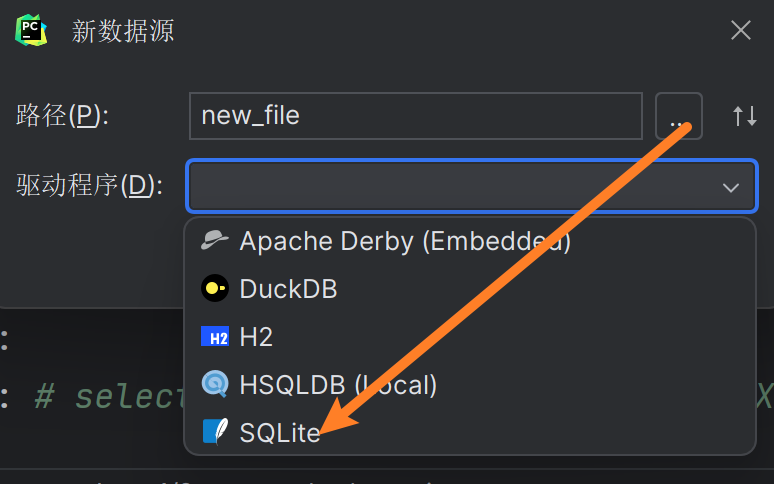 PC
新数据源
路径(P):
new_file
...
驱动程序(D):
Apache Derby (Embedded)
DuckDB
H2
H2
HSQLDB (Local)
: # select
X
SQLite